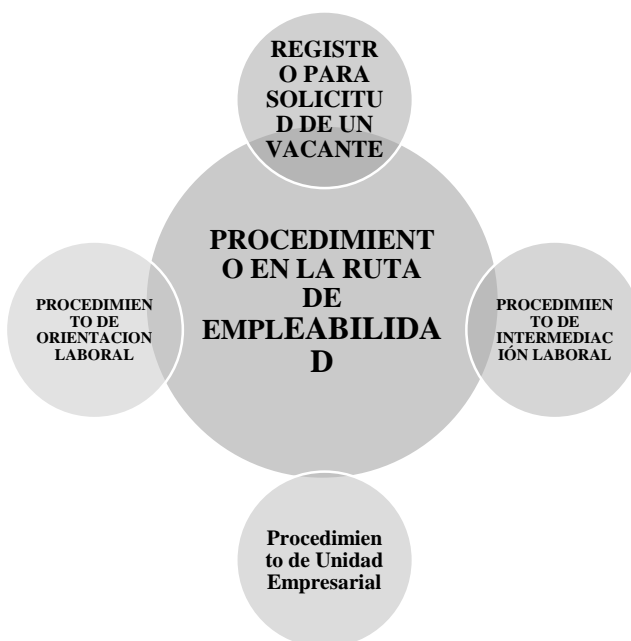 REGISTR
O PARA
SOLICITU
D DE UN
VACANTE
PROCEDIMIENT
O EN LA RUTA
DE
EMPLEABILIDA
D
PROCEDIMIEN
TO DE
ORIENTACION
LABORAL
PROCEDIMIEN
TO DE
INTERMEDIAC
IÓN LABORAL
Procedimien
to de Unidad
Empresarial